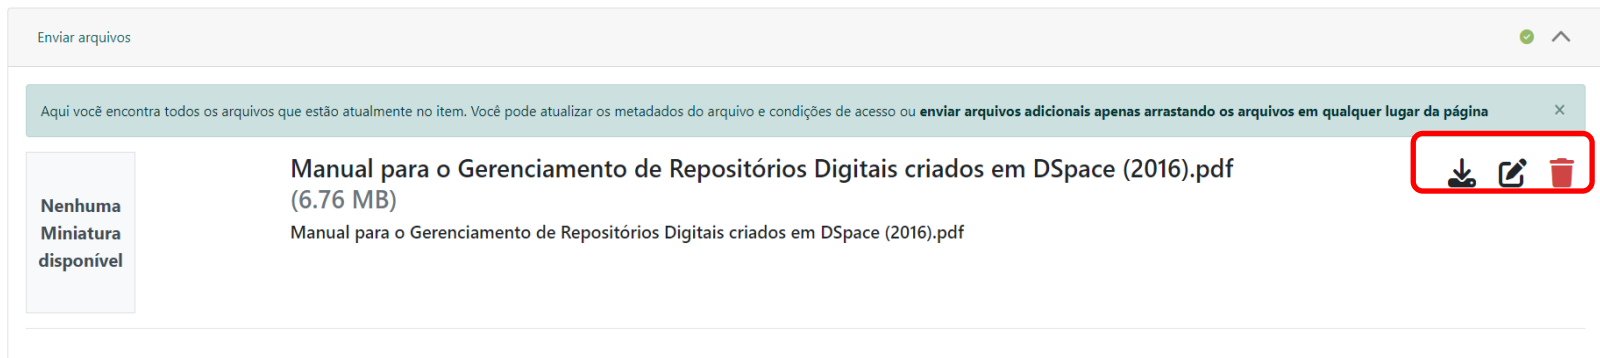 Enviar arquivos
Aqui você encontra todos os arquivos que estão atualmente no item. Você pode atualizar os metadados do arquivo e condições de acesso ou enviar arquivos adicionais apenas arrastando os arquivos em qualquer lugar da página
Nenhuma
Miniatura
disponível
Manual para o Gerenciamento de Repositórios Digitais criados em DSpace (2016).pdf
(6.76 MB)
Manual para o Gerenciamento de Repositórios Digitais criados em DSpace (2016).pdf